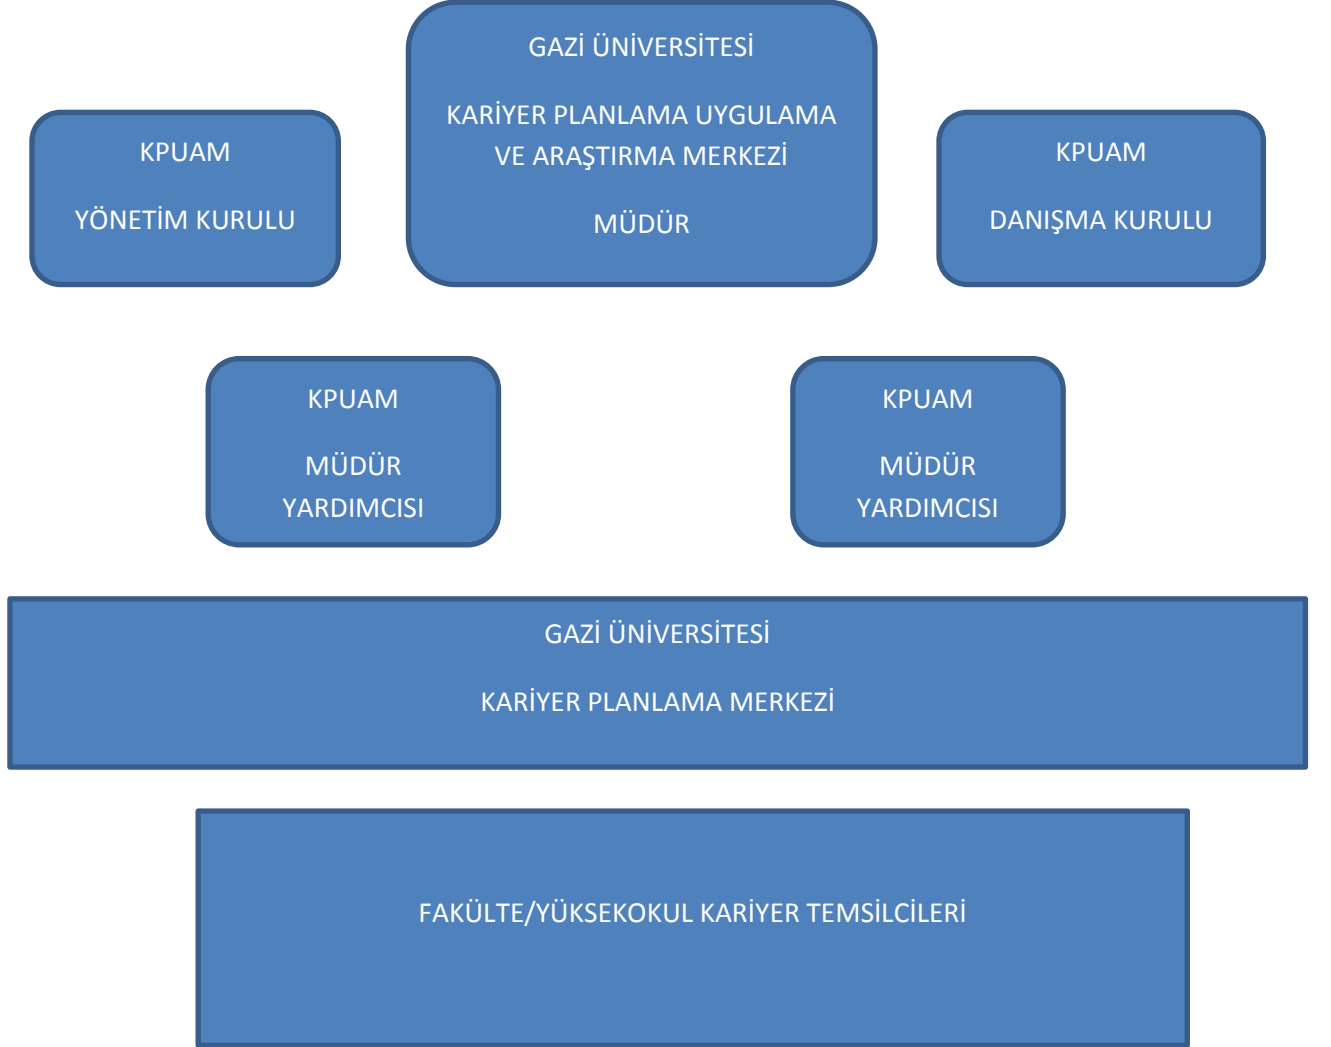 GAZİ ÜNİVERSİTESİ
KARİYER PLANLAMA UYGULAMA
VE ARAŞTIRMA MERKEZİ
MÜDÜR
KPUAM
YÖNETİM KURULU
KPUAM
DANIŞMA KURULU
KPUAM
MÜDÜR
YARDIMCISI
KPUAM
MÜDÜR
YARDIMCISI
GAZİ ÜNİVERSİTESİ
KARİYER PLANLAMA MERKEZİ
FAKÜLTE/YÜKSEKOKUL KARİYER TEMSİLCİLERİ